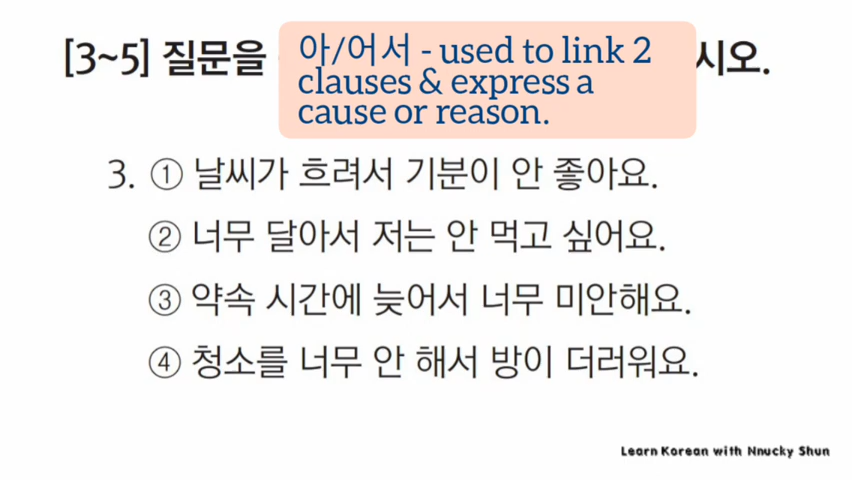 [3~5] 질문을
시오.
아/어서 - used to link 2
clauses & express a
cause or reason.
3. ① 날씨가 흐려서 기분이 안 좋아요.
② 너무 달아서 저는 안 먹고 싶어요.
③ 약속 시간에 늦어서 너무 미안해요.
④ 청소를 너무 안 해서 방이 더러워요.
Learn Korean with Nnucky Shun